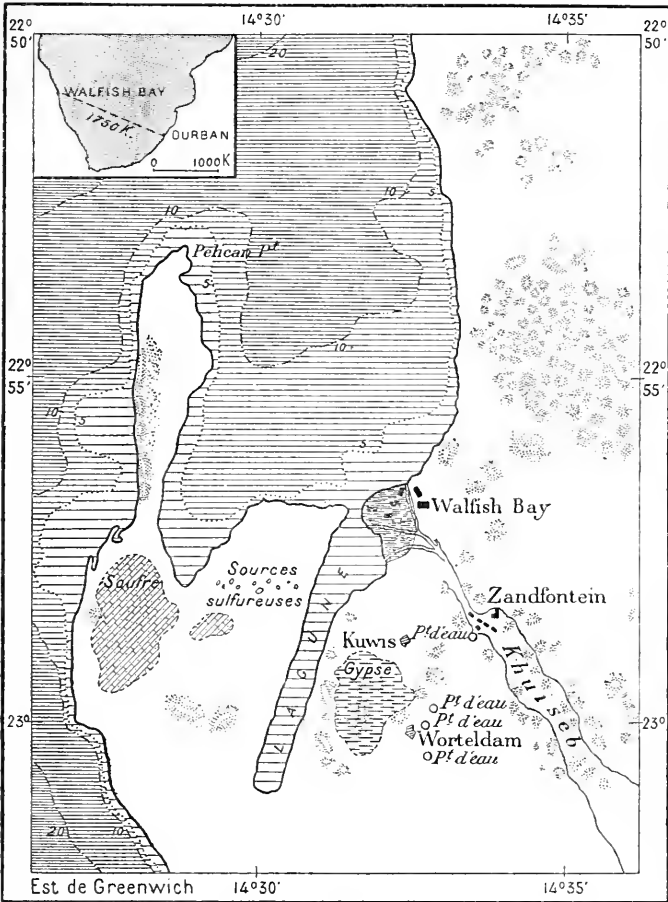 14°30'
14°35'
22°
50'
22°
50'
20
WALFISH BAY
1750 K.
DURBAN
0 1000K
10
5
10
Pelican Pt
5
10
22°
55'
22°
55'
10
5
5
Walfish Bay
Soufre
Sources
sulfureuses
LAGUNE
Zandfontein
Kuwis
Pt d'eau
Khuiseb
Gypse
Pt d'eau
23°
Pt d'eau
23°
Worteldam
Pt d'eau
20
10
Est de Greenwich
14°30'
14°35'